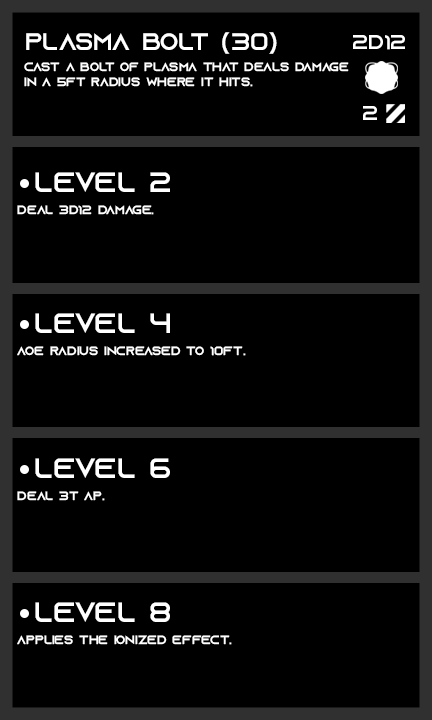 PLASMA BOLT (30)
2D12
CAST A BOLT OF PLASMA THAT DEALS DAMAGE
IN A 5FT RADIUS WHERE IT HITS.
2
•LEVEL 2
DEAL 3D12 DAMAGE.
•LEVEL 4
AOE RADIUS INCREASED TO 10FT.
•LEVEL 6
DEAL 3T AP.
•LEVEL 8
APPLIES THE IONIZED EFFECT.